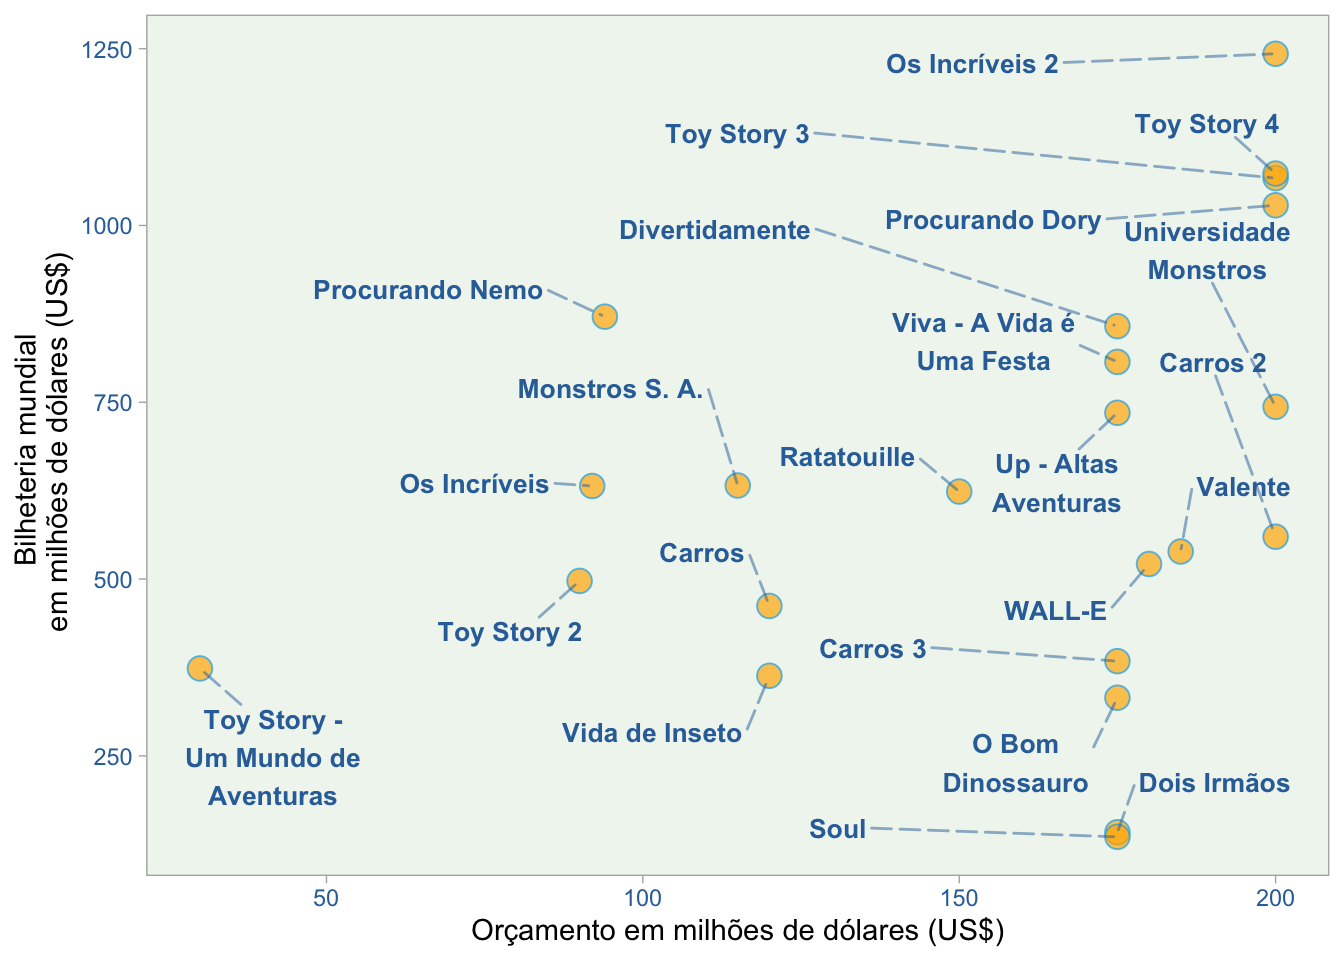 1250
1000
750
500
250
Bilheteria mundial
em milhões de dólares (US$)
Os Incríveis 2
Toy Story 4
Toy Story 3
Procurando Dory
Divertidamente
Universidade
Monstros
Procurando Nemo
Viva - A Vida é
Uma Festa
Carros 2
Monstros S. A.
Ratatouille
Up - Altas
Aventuras
Os Incríveis
Valente
Carros
WALL-E
Toy Story 2
Carros 3
Toy Story -
Um Mundo de
Aventuras
Vida de Inseto
O Bom
Dinossauro
Dois Irmãos
Soul
50
100
150
200
Orçamento em milhões de dólares (US$)